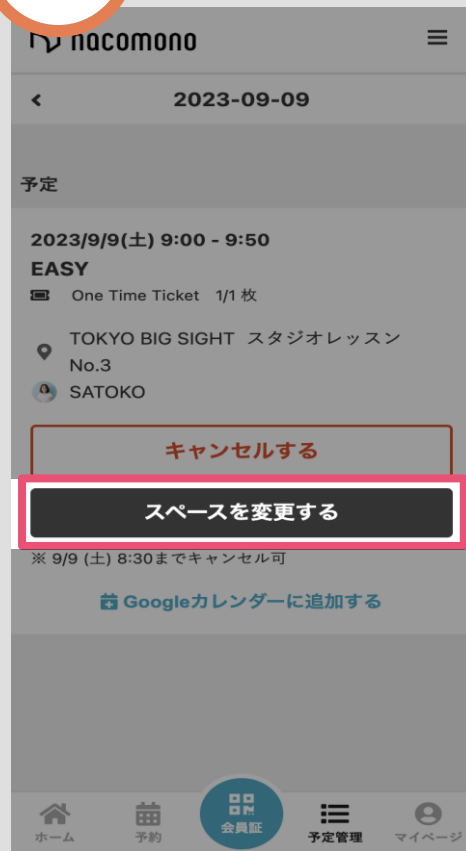 hacomono
2023-09-09
予定
2023/9/9(土) 9:00 - 9:50
EASY
One Time Ticket 1/1 枚
TOKYO BIG SIGHT スタジオレッスン
No.3
SATOKO
キャンセルする
スペースを変更する
※ 9/9 (土) 8:30までキャンセル可
Googleカレンダーに追加する
ホーム
予約
会員証
予定管理
マイページ